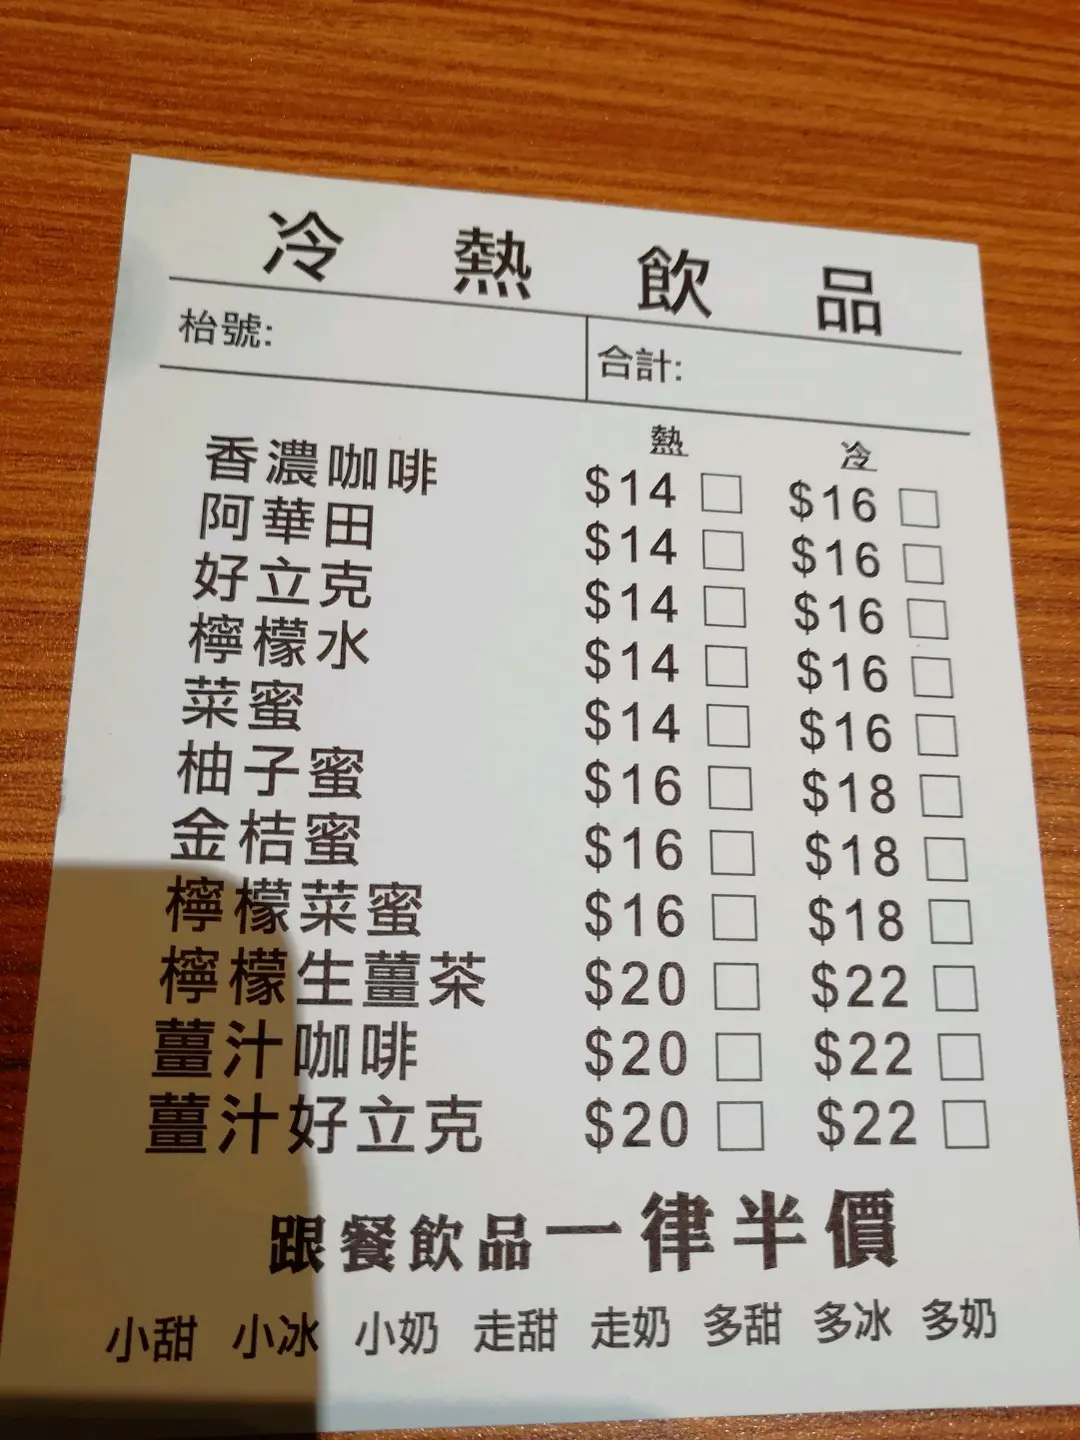 冷熱飲品
枱號: 合計:
熱 冷
香濃咖啡 $14 □ $16 □
阿華田 $14 □ $16 □
好立克 $14 □ $16 □
檸檬水 $14 □ $16 □
菜蜜 $14 □ $16 □
柚子蜜 $16 □ $18 □
金桔蜜 $16 □ $18 □
檸檬菜蜜 $16 □ $18 □
檸檬生薑茶 $20 □ $22 □
薑汁咖啡 $20 □ $22 □
薑汁好立克 $20 □ $22 □
跟餐飲品一律半價
小甜 小冰 小奶 走甜 走奶 多甜 多冰 多奶